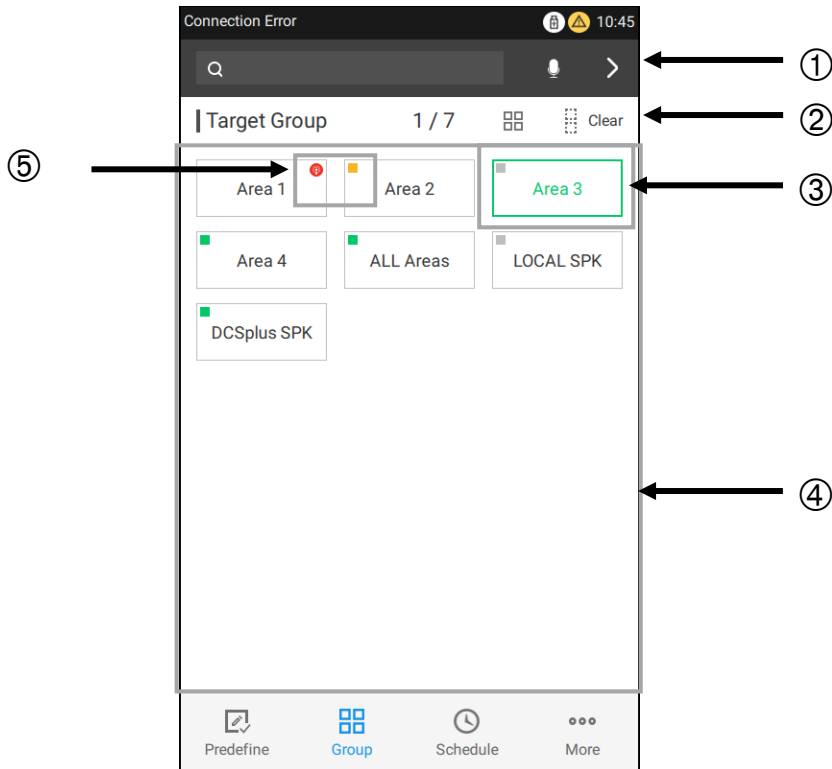 Connection Error 10:45
①
Target Group 1 / 7 Clear
②
⑤
Area 1 Area 2 Area 3
③
Area 4 ALL Areas LOCAL SPK
DCSplus SPK
④
Predefine Group Schedule More